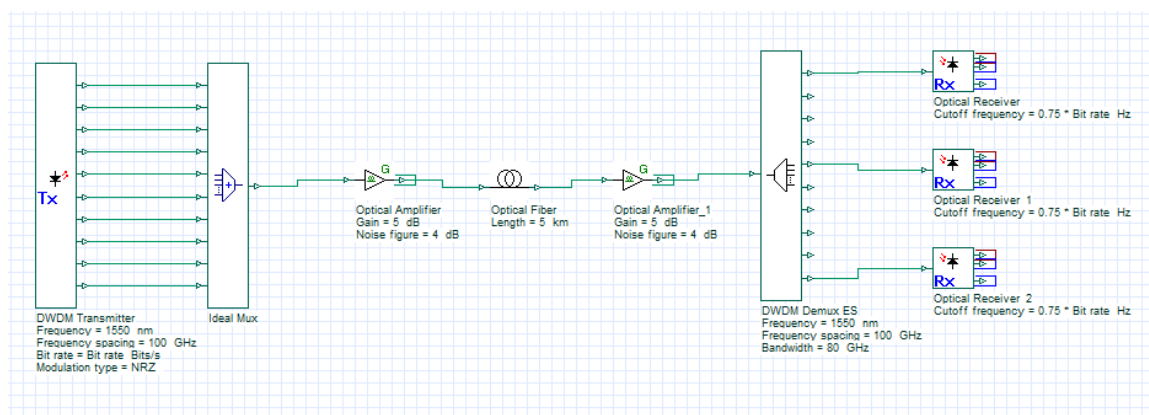 Tx
DWDM Transmitter
Frequency = 1550 nm
Frequency spacing = 100 GHz
Bit rate = Bit rate Bits/s
Modulation type = NRZ
Ideal Mux
G
Optical Amplifier
Gain = 5 dB
Noise figure = 4 dB
Optical Fiber
Length = 5 km
G
Optical Amplifier_1
Gain = 5 dB
Noise figure = 4 dB
DWDM Demux ES
Frequency = 1550 nm
Frequency spacing = 100 GHz
Bandwidth = 80 GHz
Rx
Optical Receiver
Cutoff frequency = 0.75 * Bit rate Hz
Rx
Optical Receiver 1
Cutoff frequency = 0.75 * Bit rate Hz
Rx
Optical Receiver 2
Cutoff frequency = 0.75 * Bit rate Hz